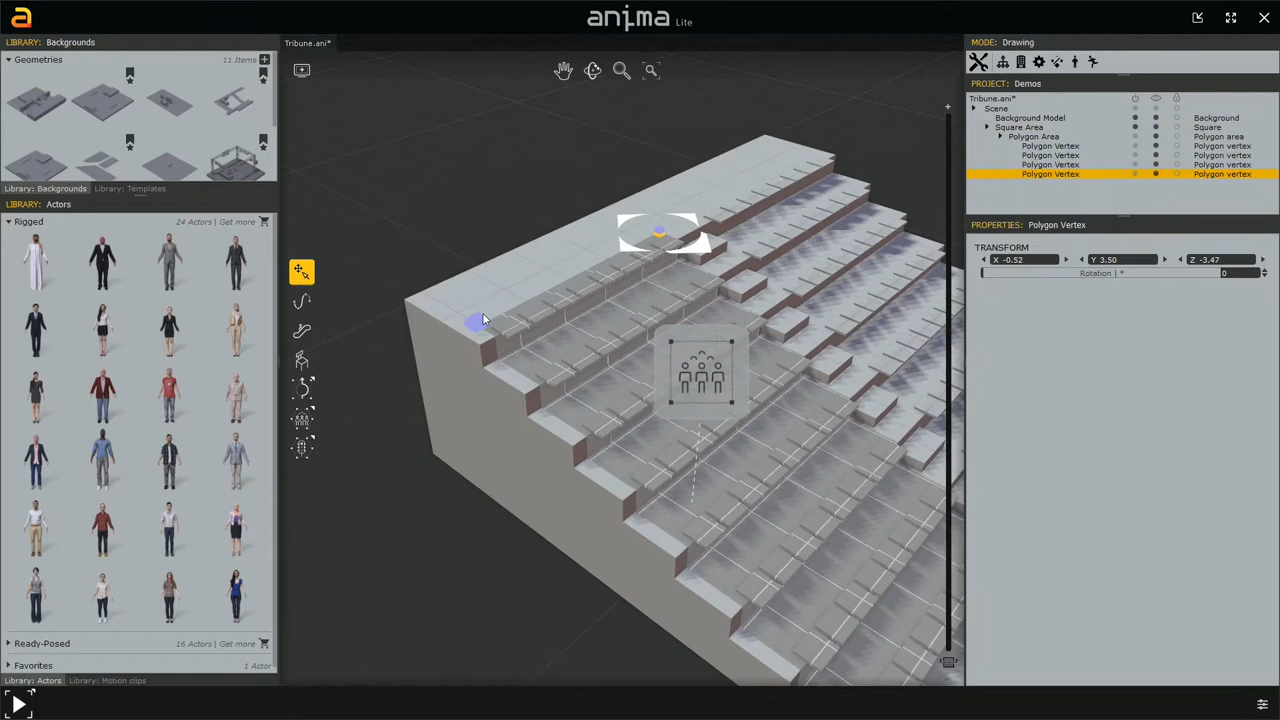 anima Lite
LIBRARY: Backgrounds
Geometries 11 Items
Library: Backgrounds Library: Templates
LIBRARY: Actors
Rigged 24 Actors | Get more
Ready-Posed 16 Actors | Get more
Favorites 1 Actor
Library: Actors Library: Motion clips
Tribune.ani*
MODE: Drawing
PROJECT: Demos
Tribune.ani*
Scene
Background Model Background
Square Area Square
Polygon Area Polygon area
Polygon Vertex Polygon vertex
Polygon Vertex Polygon vertex
Polygon Vertex Polygon vertex
Polygon Vertex Polygon vertex
PROPERTIES: Polygon Vertex
TRANSFORM
X -0.52 Y 3.50 Z -3.47
Rotation | ° 0